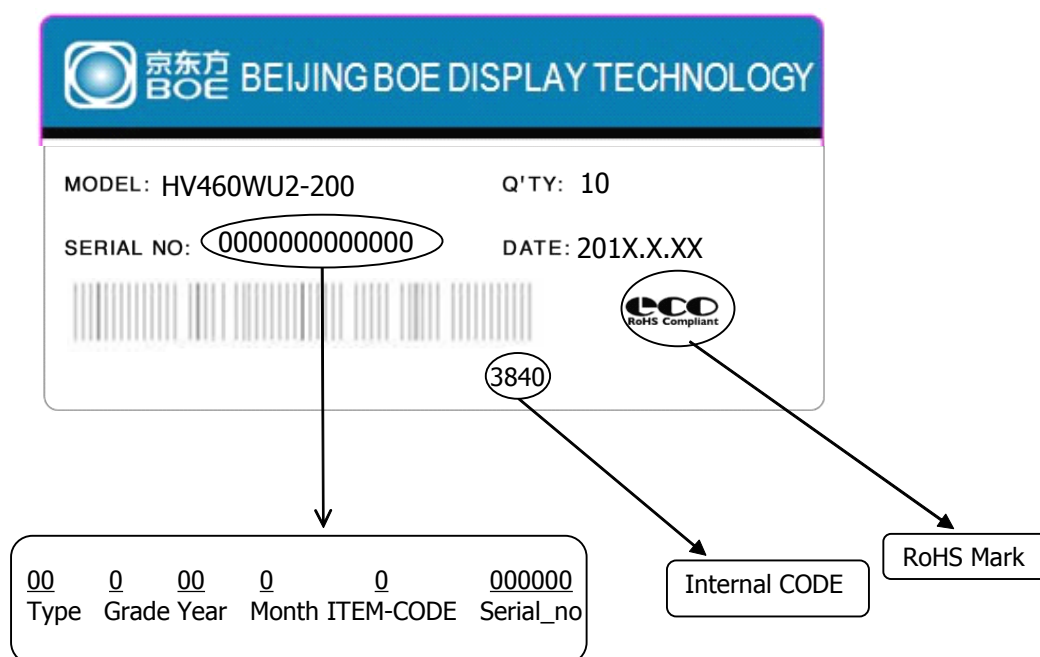 京东方
BOE BEIJING BOE DISPLAY TECHNOLOGY
MODEL: HV460WU2-200 Q'TY: 10
SERIAL NO: 0000000000000 DATE: 201X.X.XX
eco
RoHS Compliant
3840
00 0 00 0 0 000000
Type Grade Year Month ITEM-CODE Serial_no
Internal CODE
RoHS Mark